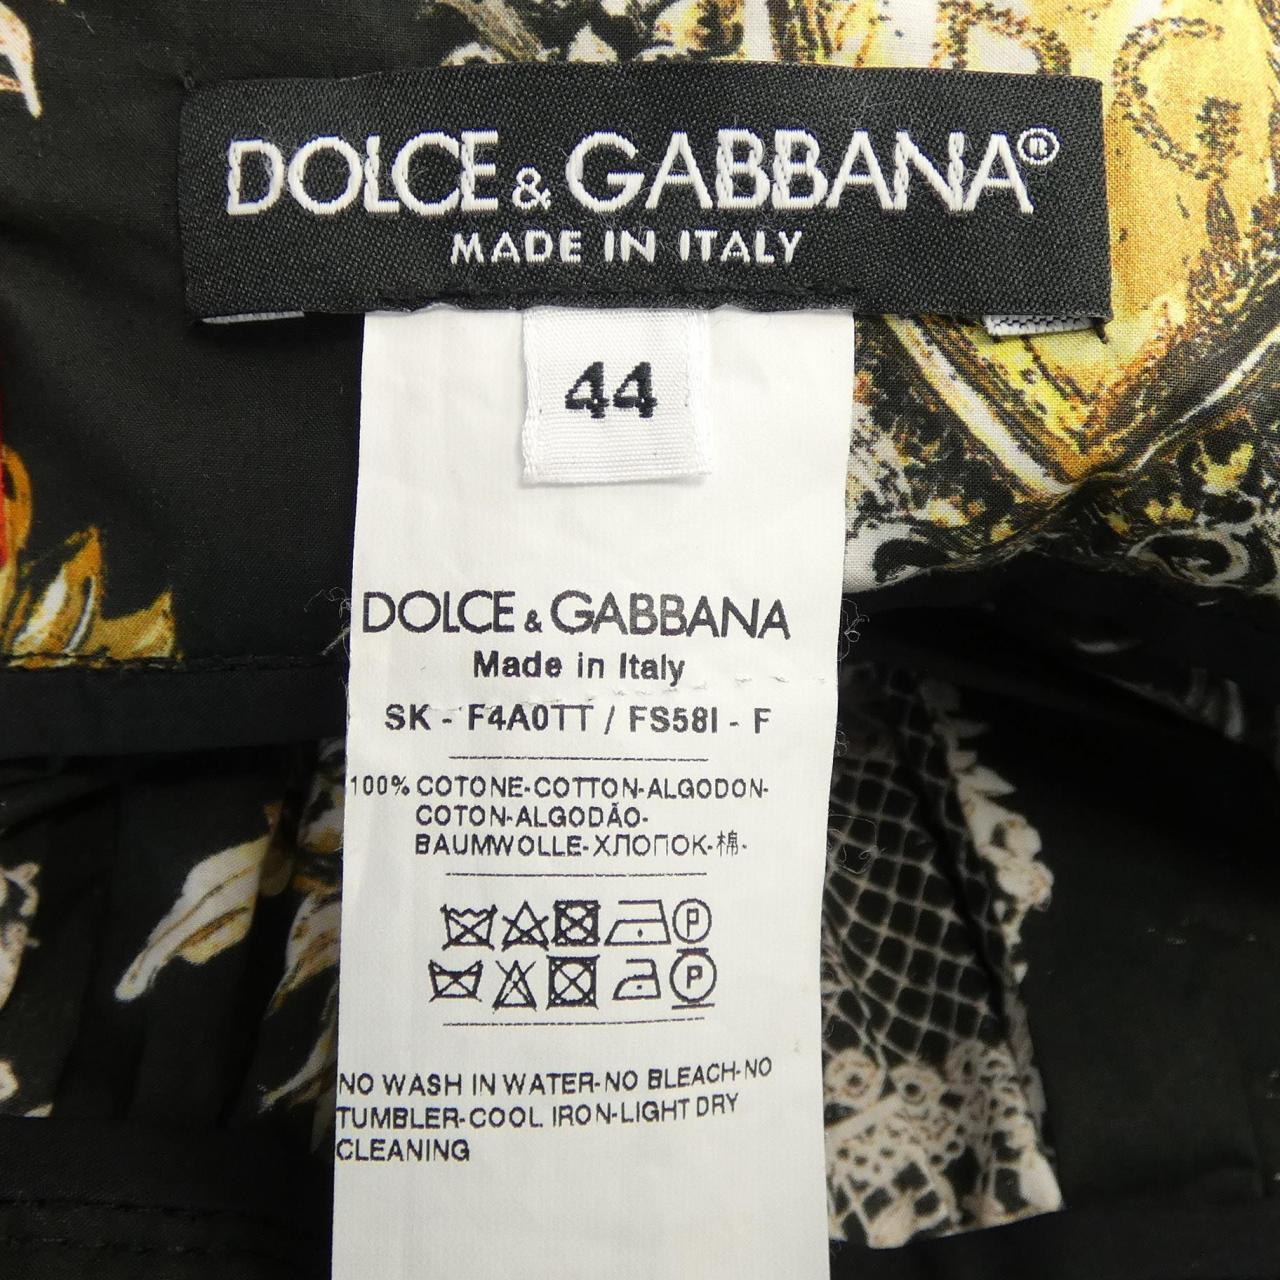 DG
DOLCE & GABBANA®
MADE IN ITALY
44
DOLCE & GABBANA
Made in Italy
SK - F4A0TT / FS58I - F
100% COTONE-COTTON-ALGODON-
COTON-ALGODÃO-
BAUMWOLLE-ХЛОПОК-棉-
P
P
NO WASH IN WATER-NO BLEACH-NO
TUMBLER-COOL IRON-LIGHT DRY
CLEANING